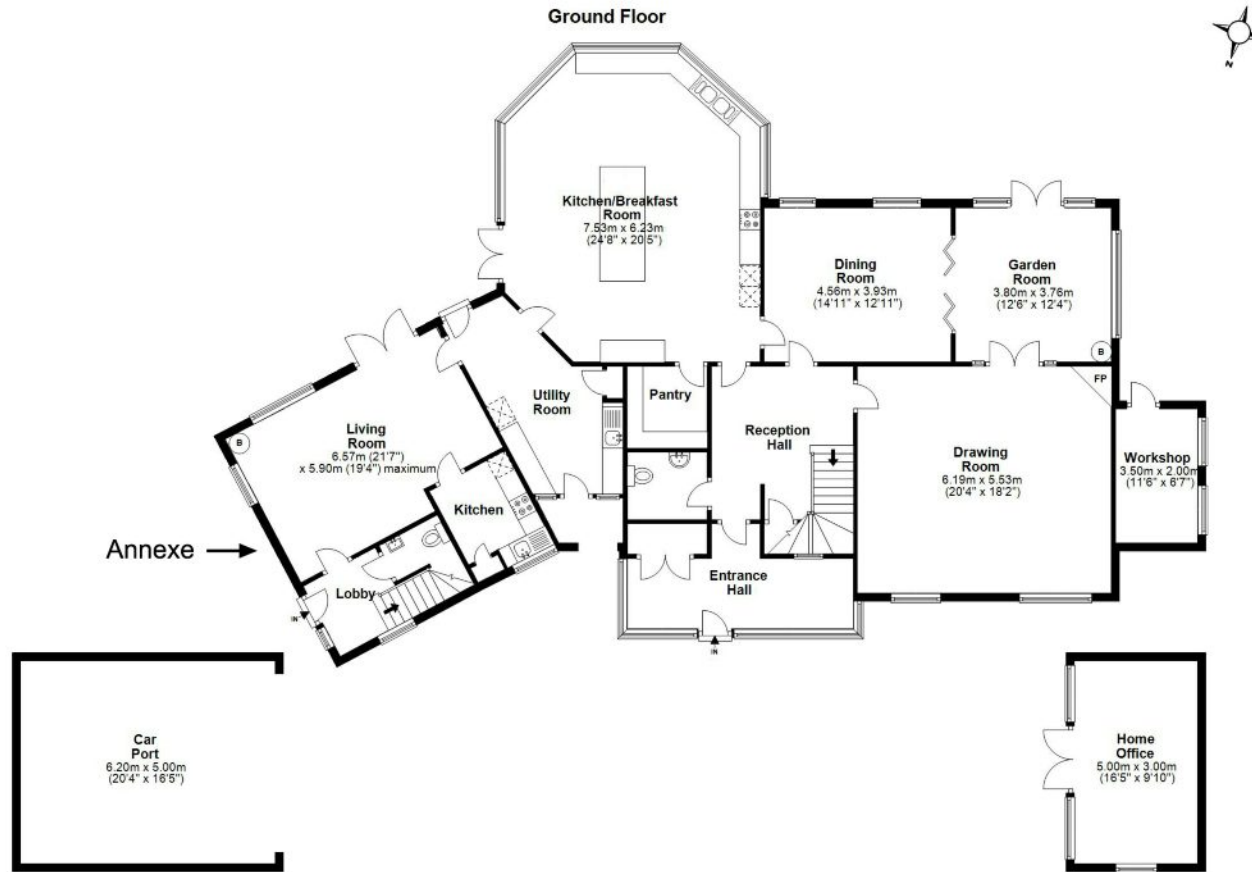 Ground Floor
N
Kitchen/Breakfast
Room
7.53m x 6.23m
(24'8" x 20'5")
Dining
Room
4.56m x 3.93m
(14'11" x 12'11")
Garden
Room
3.80m x 3.76m
(12'6" x 12'4")
B
FP
Utility
Room
Pantry
Reception
Hall
Drawing
Room
6.19m x 5.53m
(20'4" x 18'2")
Workshop
3.50m x 2.00m
(11'6" x 6'7")
B
Living
Room
6.57m (21'7")
x 5.90m (19'4") maximum
Kitchen
Annexe
Lobby
IN
Entrance
Hall
IN
Car
Port
6.20m x 5.00m
(20'4" x 16'5")
Home
Office
5.00m x 3.00m
(16'5" x 9'10")